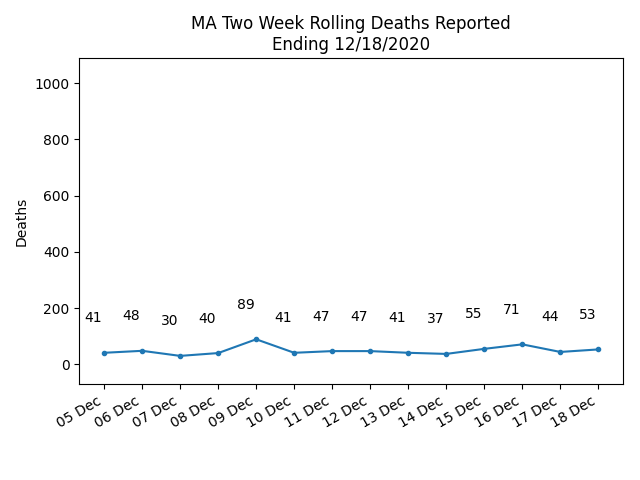 MA Two Week Rolling Deaths Reported
Ending 12/18/2020
1000
800
600
400
200
0
Deaths
41 48 30 40 89 41 47 47 41 37 55 71 44 53
05 Dec 06 Dec 07 Dec 08 Dec 09 Dec 10 Dec 11 Dec 12 Dec 13 Dec 14 Dec 15 Dec 16 Dec 17 Dec 18 Dec